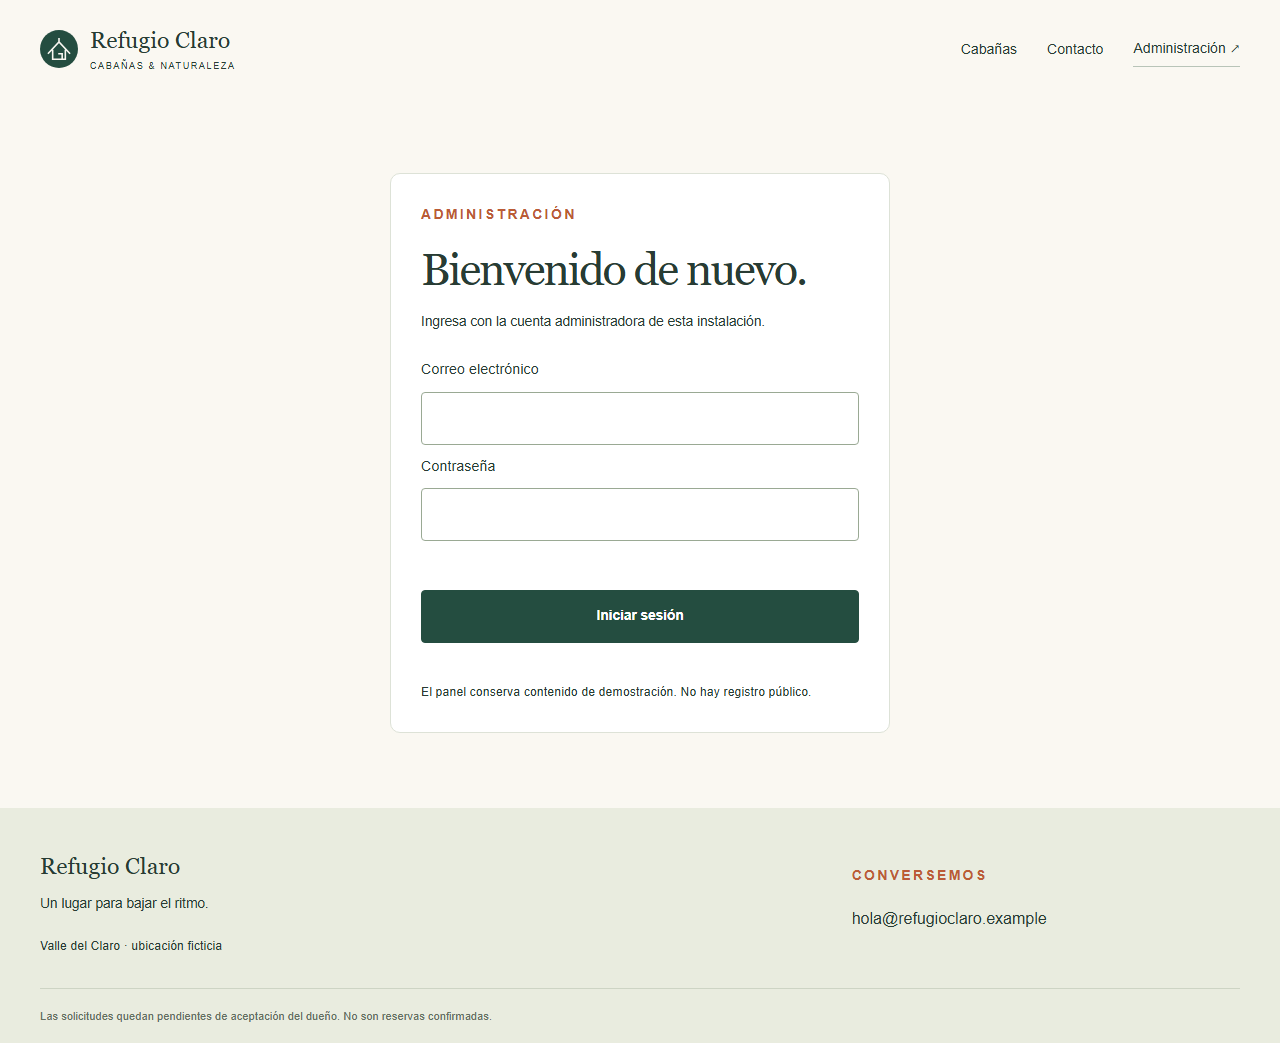 Refugio Claro
CABAÑAS & NATURALEZA
Cabañas
Contacto
Administración ↗
ADMINISTRACIÓN
Bienvenido de nuevo.
Ingresa con la cuenta administradora de esta instalación.
Correo electrónico
Contraseña
Iniciar sesión
El panel conserva contenido de demostración. No hay registro público.
Refugio Claro
Un lugar para bajar el ritmo.
Valle del Claro · ubicación ficticia
CONVERSEMOS
hola@refugioclaro.example
Las solicitudes quedan pendientes de aceptación del dueño. No son reservas confirmadas.